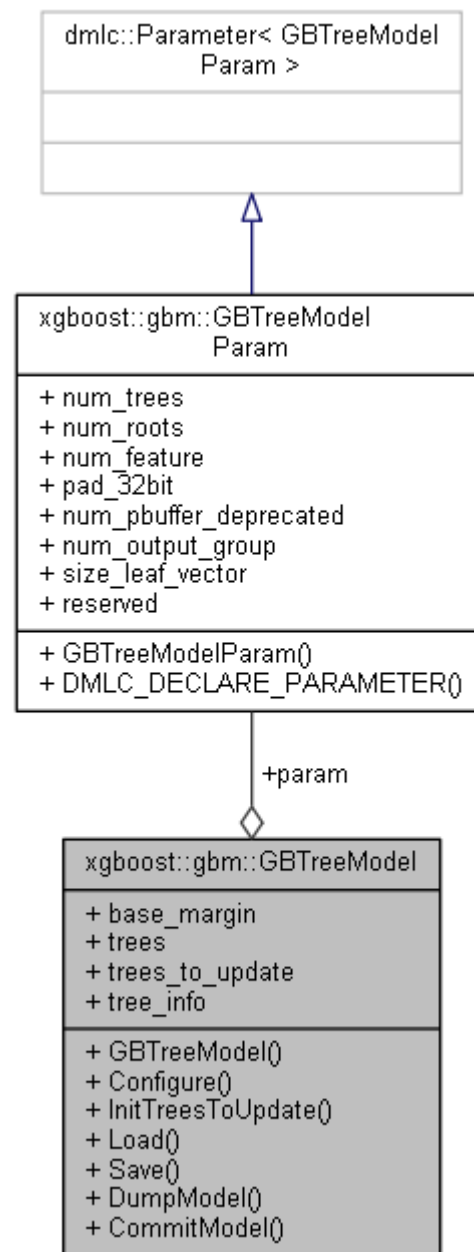 dmlc::Parameter< GBTreeModel
Param >
xgboost::gbm::GBTreeModel
Param
+ num_trees
+ num_roots
+ num_feature
+ pad_32bit
+ num_pbuffer_deprecated
+ num_output_group
+ size_leaf_vector
+ reserved
+ GBTreeModelParam()
+ DMLC_DECLARE_PARAMETER()
+param
xgboost::gbm::GBTreeModel
+ base_margin
+ trees
+ trees_to_update
+ tree_info
+ GBTreeModel()
+ Configure()
+ InitTreesToUpdate()
+ Load()
+ Save()
+ DumpModel()
+ CommitModel()